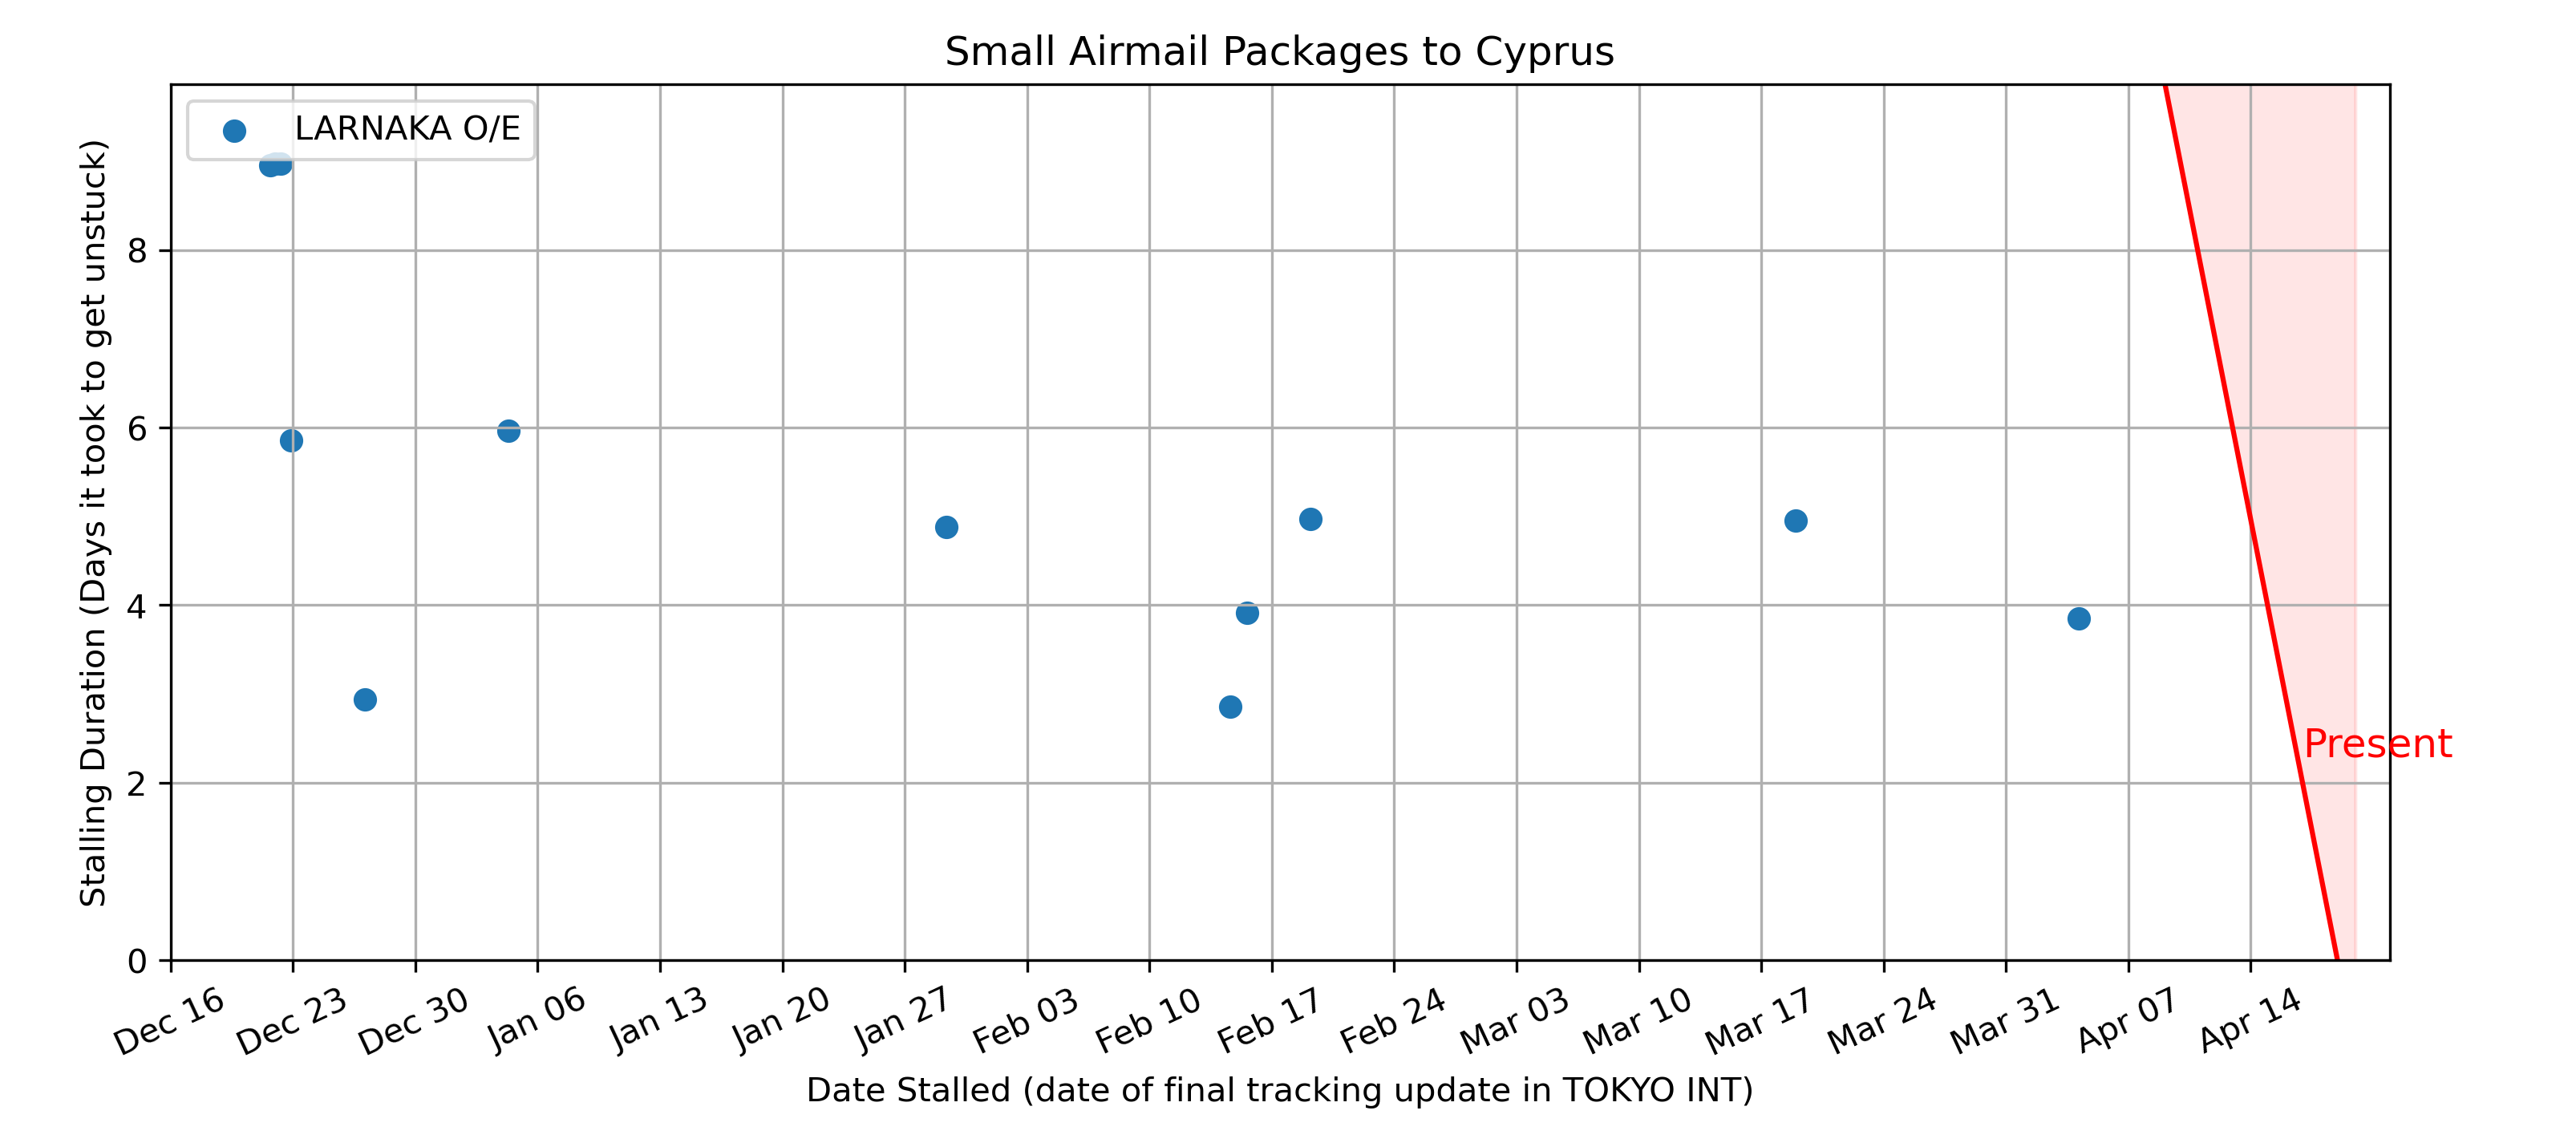 Small Airmail Packages to Cyprus
LARNAKA O/E
Stalling Duration (Days it took to get unstuck)
8
6
4
2
0
Present
Dec 16 Dec 23 Dec 30 Jan 06 Jan 13 Jan 20 Jan 27 Feb 03 Feb 10 Feb 17 Feb 24 Mar 03 Mar 10 Mar 17 Mar 24 Mar 31 Apr 07 Apr 14
Date Stalled (date of final tracking update in TOKYO INT)